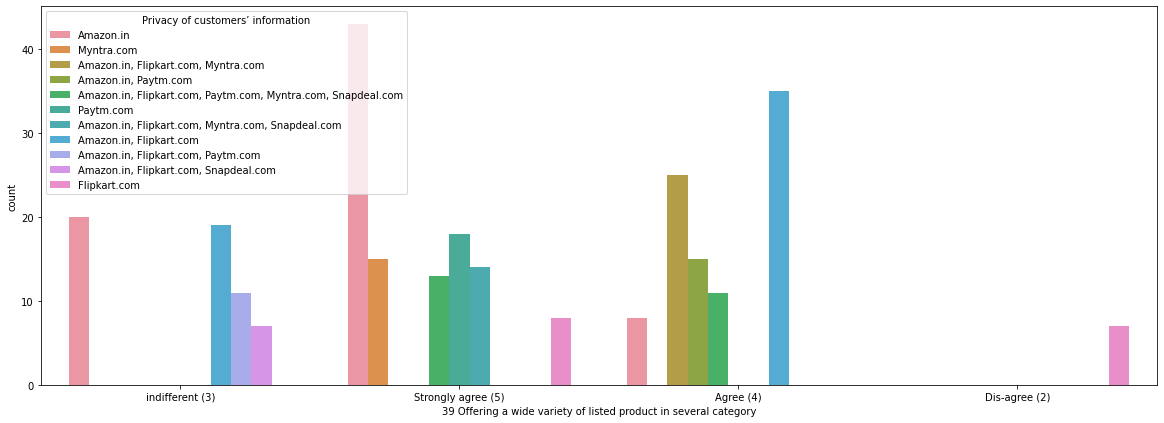 Privacy of customers’ information
Amazon.in
Myntra.com
Amazon.in, Flipkart.com, Myntra.com
Amazon.in, Paytm.com
Amazon.in, Flipkart.com, Paytm.com, Myntra.com, Snapdeal.com
Paytm.com
Amazon.in, Flipkart.com, Myntra.com, Snapdeal.com
Amazon.in, Flipkart.com
Amazon.in, Flipkart.com, Paytm.com
Amazon.in, Flipkart.com, Snapdeal.com
Flipkart.com
40
30
20
10
0
count
indifferent (3)
Strongly agree (5)
Agree (4)
Dis-agree (2)
39 Offering a wide variety of listed product in several category